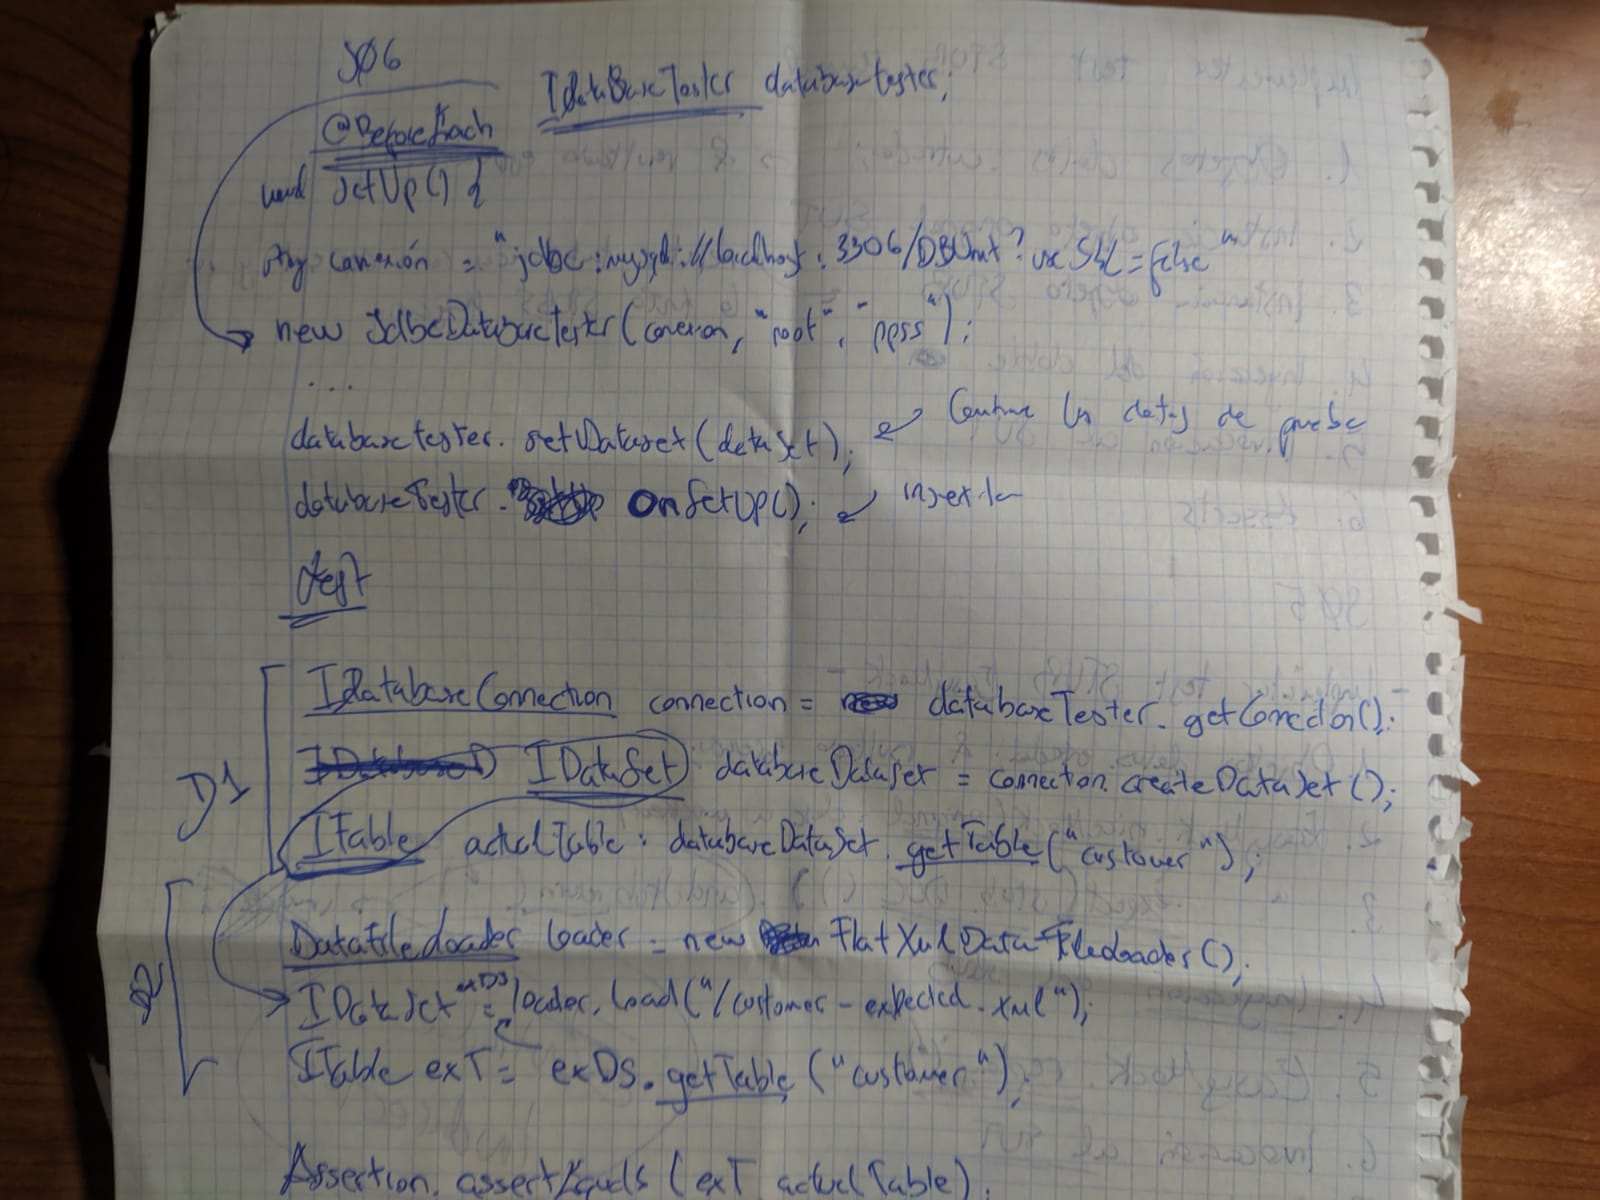 S06
IDataBaseTester databasetester;
@BeforeEach
void setUp() {
String conexión = "jdbc:mysql://localhost:3306/DBUnit?useSSL=false"
new JdbcDatabaseTester(conexion, "root", "ppss");
...
databasetester.setDataset(dataSet); ↙ Contiene los datos de prueba
databaseTester. onSetUp(); ↙ insertar
Test
D1
IDatabaseConnection connection = databaseTester.getConnection();
IDataSet databaseDataset = connection.createDataSet();
ITable actualTable = databaseDataSet.getTable("customer");
D2
DataFileLoader loader = new FlatXmlDataFileLoader();
IDataSet exDS = loader.load("/customer-expected.xml");
ITable exT = exDS.getTable("customer");
Assertion.assertEquals(exT actualTable).